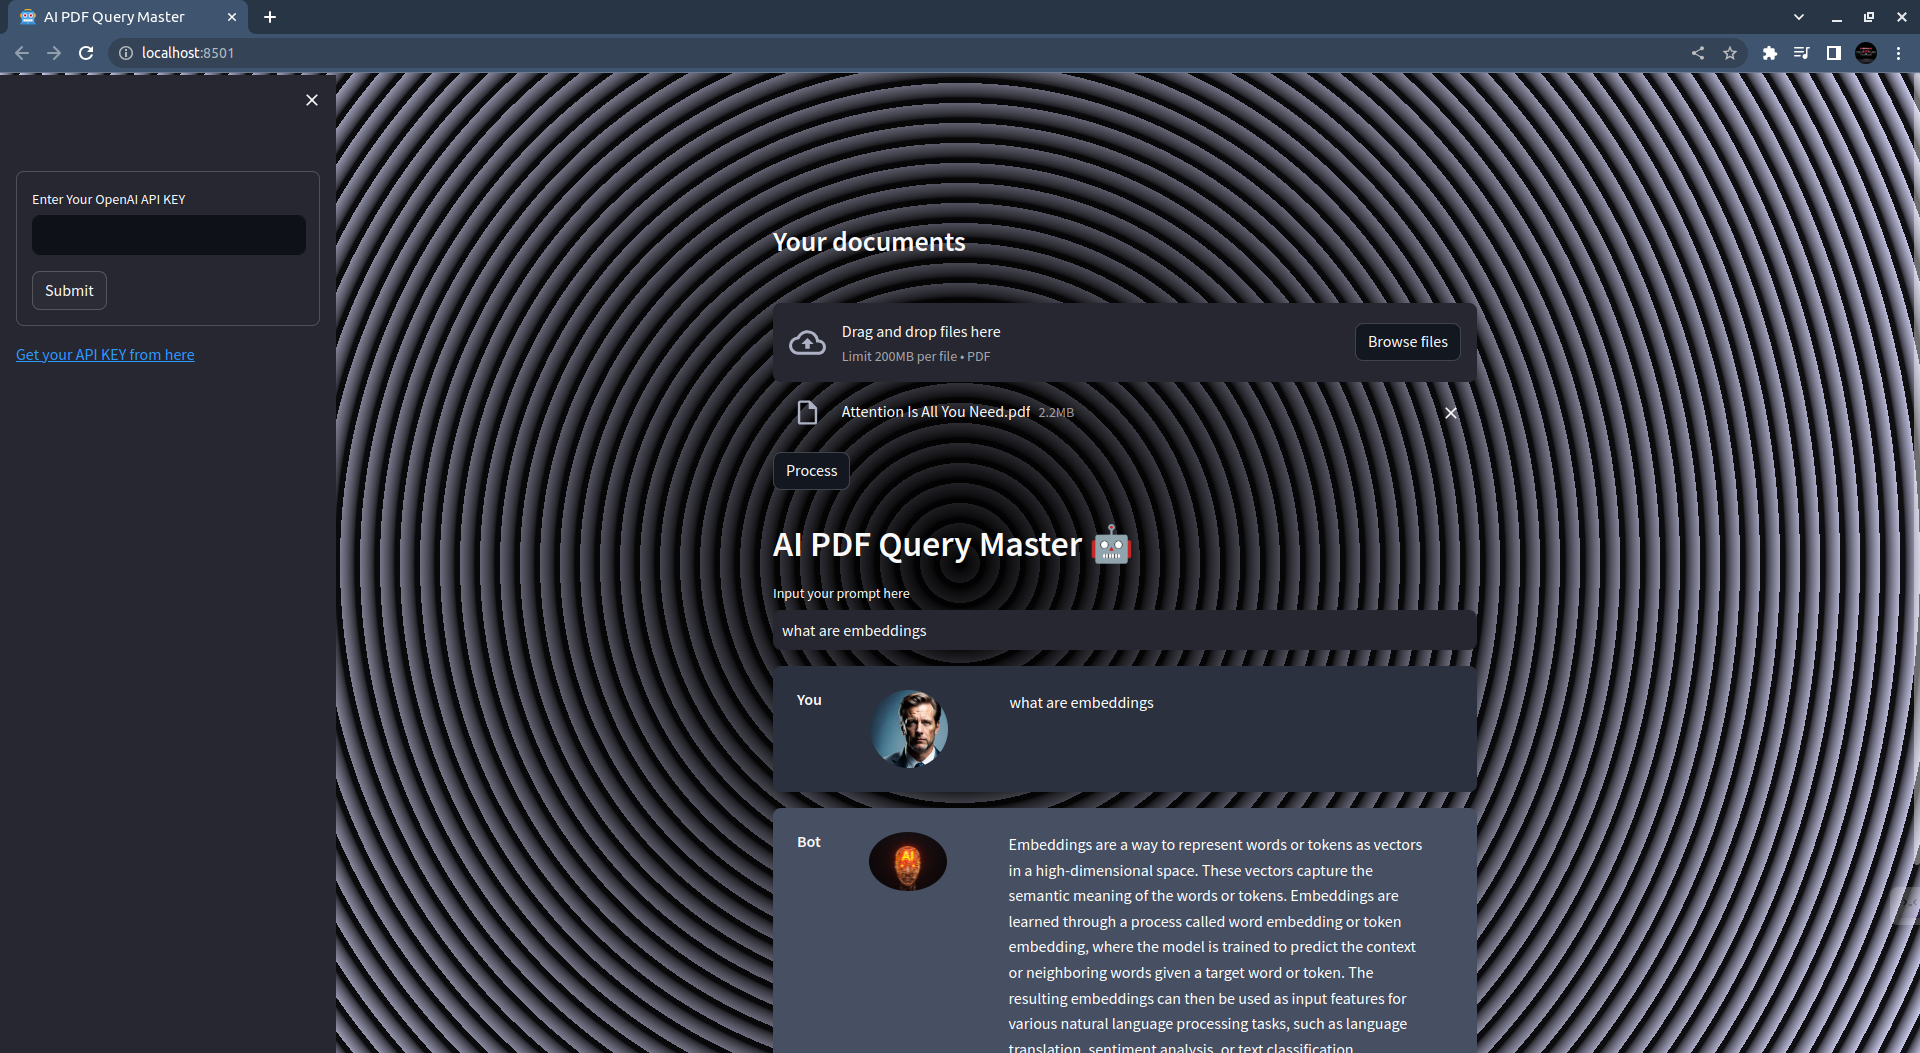 AI PDF Query Master
localhost:8501
Enter Your OpenAI API KEY
Submit
Get your API KEY from here
Your documents
Drag and drop files here
Limit 200MB per file • PDF
Browse files
Attention Is All You Need.pdf 2.2MB
Process
AI PDF Query Master 🤖
Input your prompt here
what are embeddings
You
what are embeddings
Bot
AI
Embeddings are a way to represent words or tokens as vectors
in a high-dimensional space. These vectors capture the
semantic meaning of the words or tokens. Embeddings are
learned through a process called word embedding or token
embedding, where the model is trained to predict the context
or neighboring words given a target word or token. The
resulting embeddings can then be used as input features for
various natural language processing tasks, such as language
translation, sentiment analysis, or text classification.